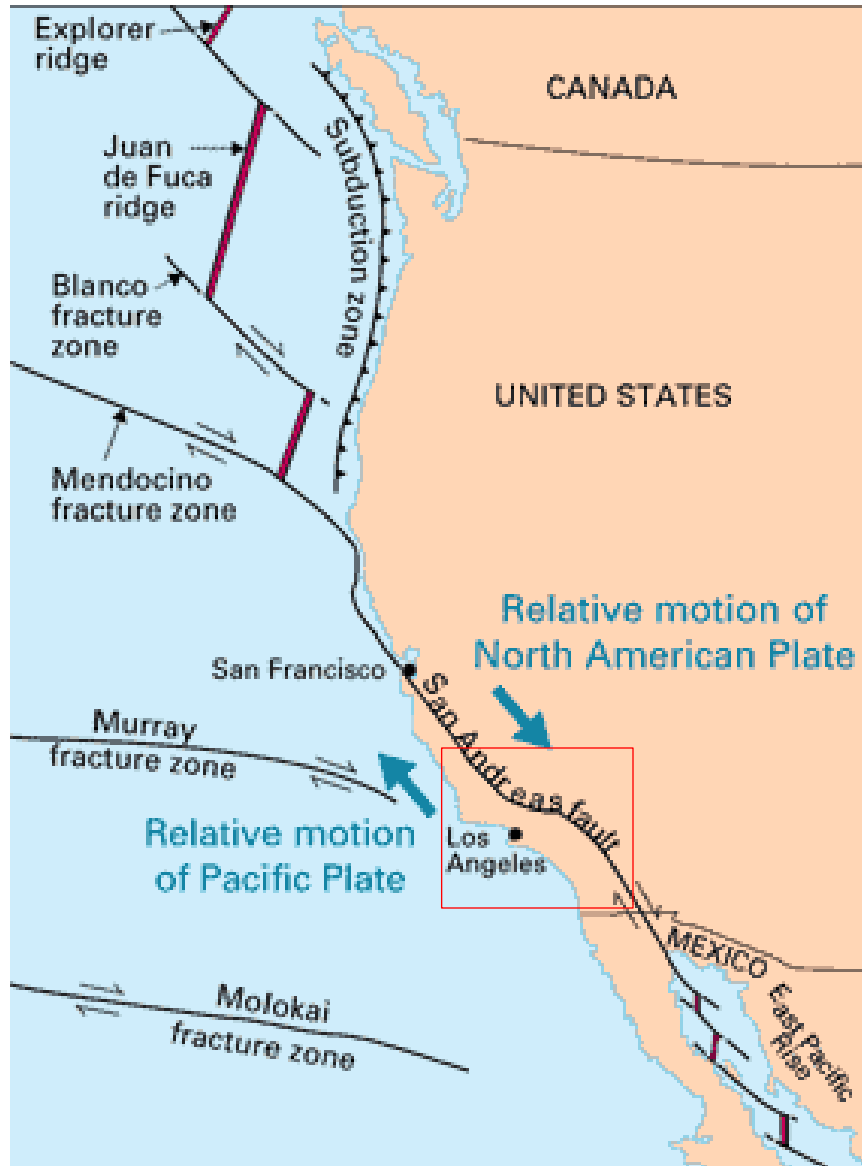 Explorer
ridge
CANADA
Juan
de Fuca
ridge
Subduction zone
Blanco
fracture
zone
UNITED STATES
Mendocino
fracture zone
Relative motion of
North American Plate
San Francisco
San Andreas fault
Murray
fracture zone
Relative motion
of Pacific Plate
Los
Angeles
MEXICO
East Pacific
Rise
Molokai
fracture zone